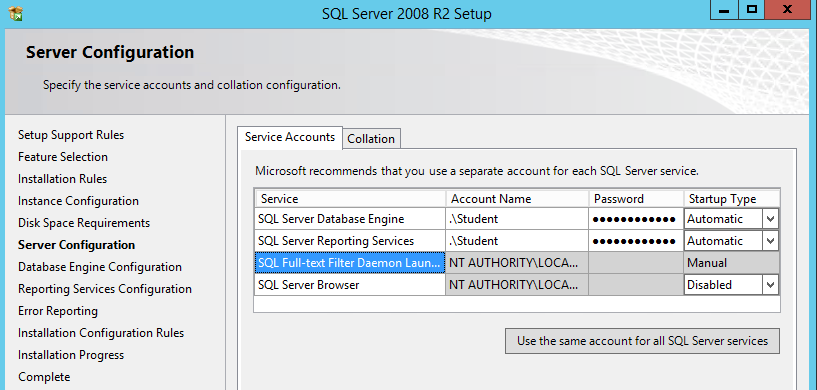 SQL Server 2008 R2 Setup
Server Configuration
Specify the service accounts and collation configuration.
Setup Support Rules
Feature Selection
Installation Rules
Instance Configuration
Disk Space Requirements
Server Configuration
Database Engine Configuration
Reporting Services Configuration
Error Reporting
Installation Configuration Rules
Installation Progress
Complete
Service Accounts Collation
Microsoft recommends that you use a separate account for each SQL Server service.
Service Account Name Password Startup Type
SQL Server Database Engine .\Student ●●●●●●●●●●●● Automatic
SQL Server Reporting Services .\Student ●●●●●●●●●●●● Automatic
SQL Full-text Filter Daemon Laun... NT AUTHORITY\LOCA... Manual
SQL Server Browser NT AUTHORITY\LOCA... Disabled
Use the same account for all SQL Server services